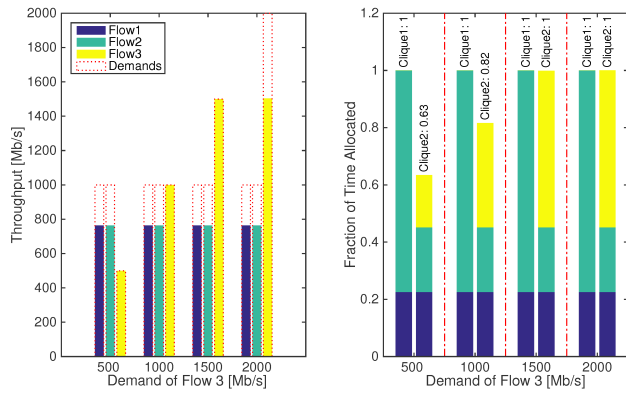 2000
1800
1600
1400
1200
1000
800
600
400
200
0
Throughput [Mb/s]
Flow1
Flow2
Flow3
Demands
500 1000 1500 2000
Demand of Flow 3 [Mb/s]
1.2
1
0.8
0.6
0.4
0.2
0
Fraction of Time Allocated
Clique1: 1
Clique2: 0.63
Clique1: 1
Clique2: 0.82
Clique1: 1
Clique2: 1
Clique1: 1
Clique2: 1
500 1000 1500 2000
Demand of Flow 3 [Mb/s]